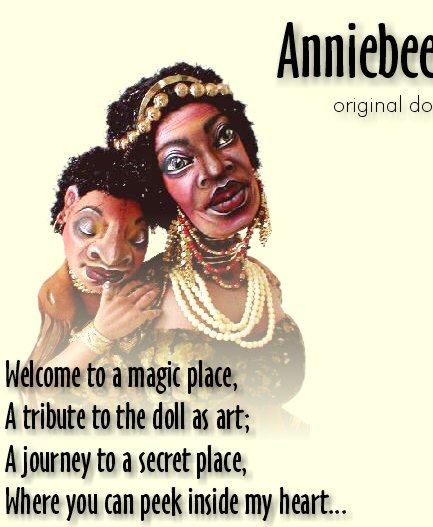 Anniebee
original do
Welcome to a magic place,
A tribute to the doll as art;
A journey to a secret place,
Where you can peek inside my heart...